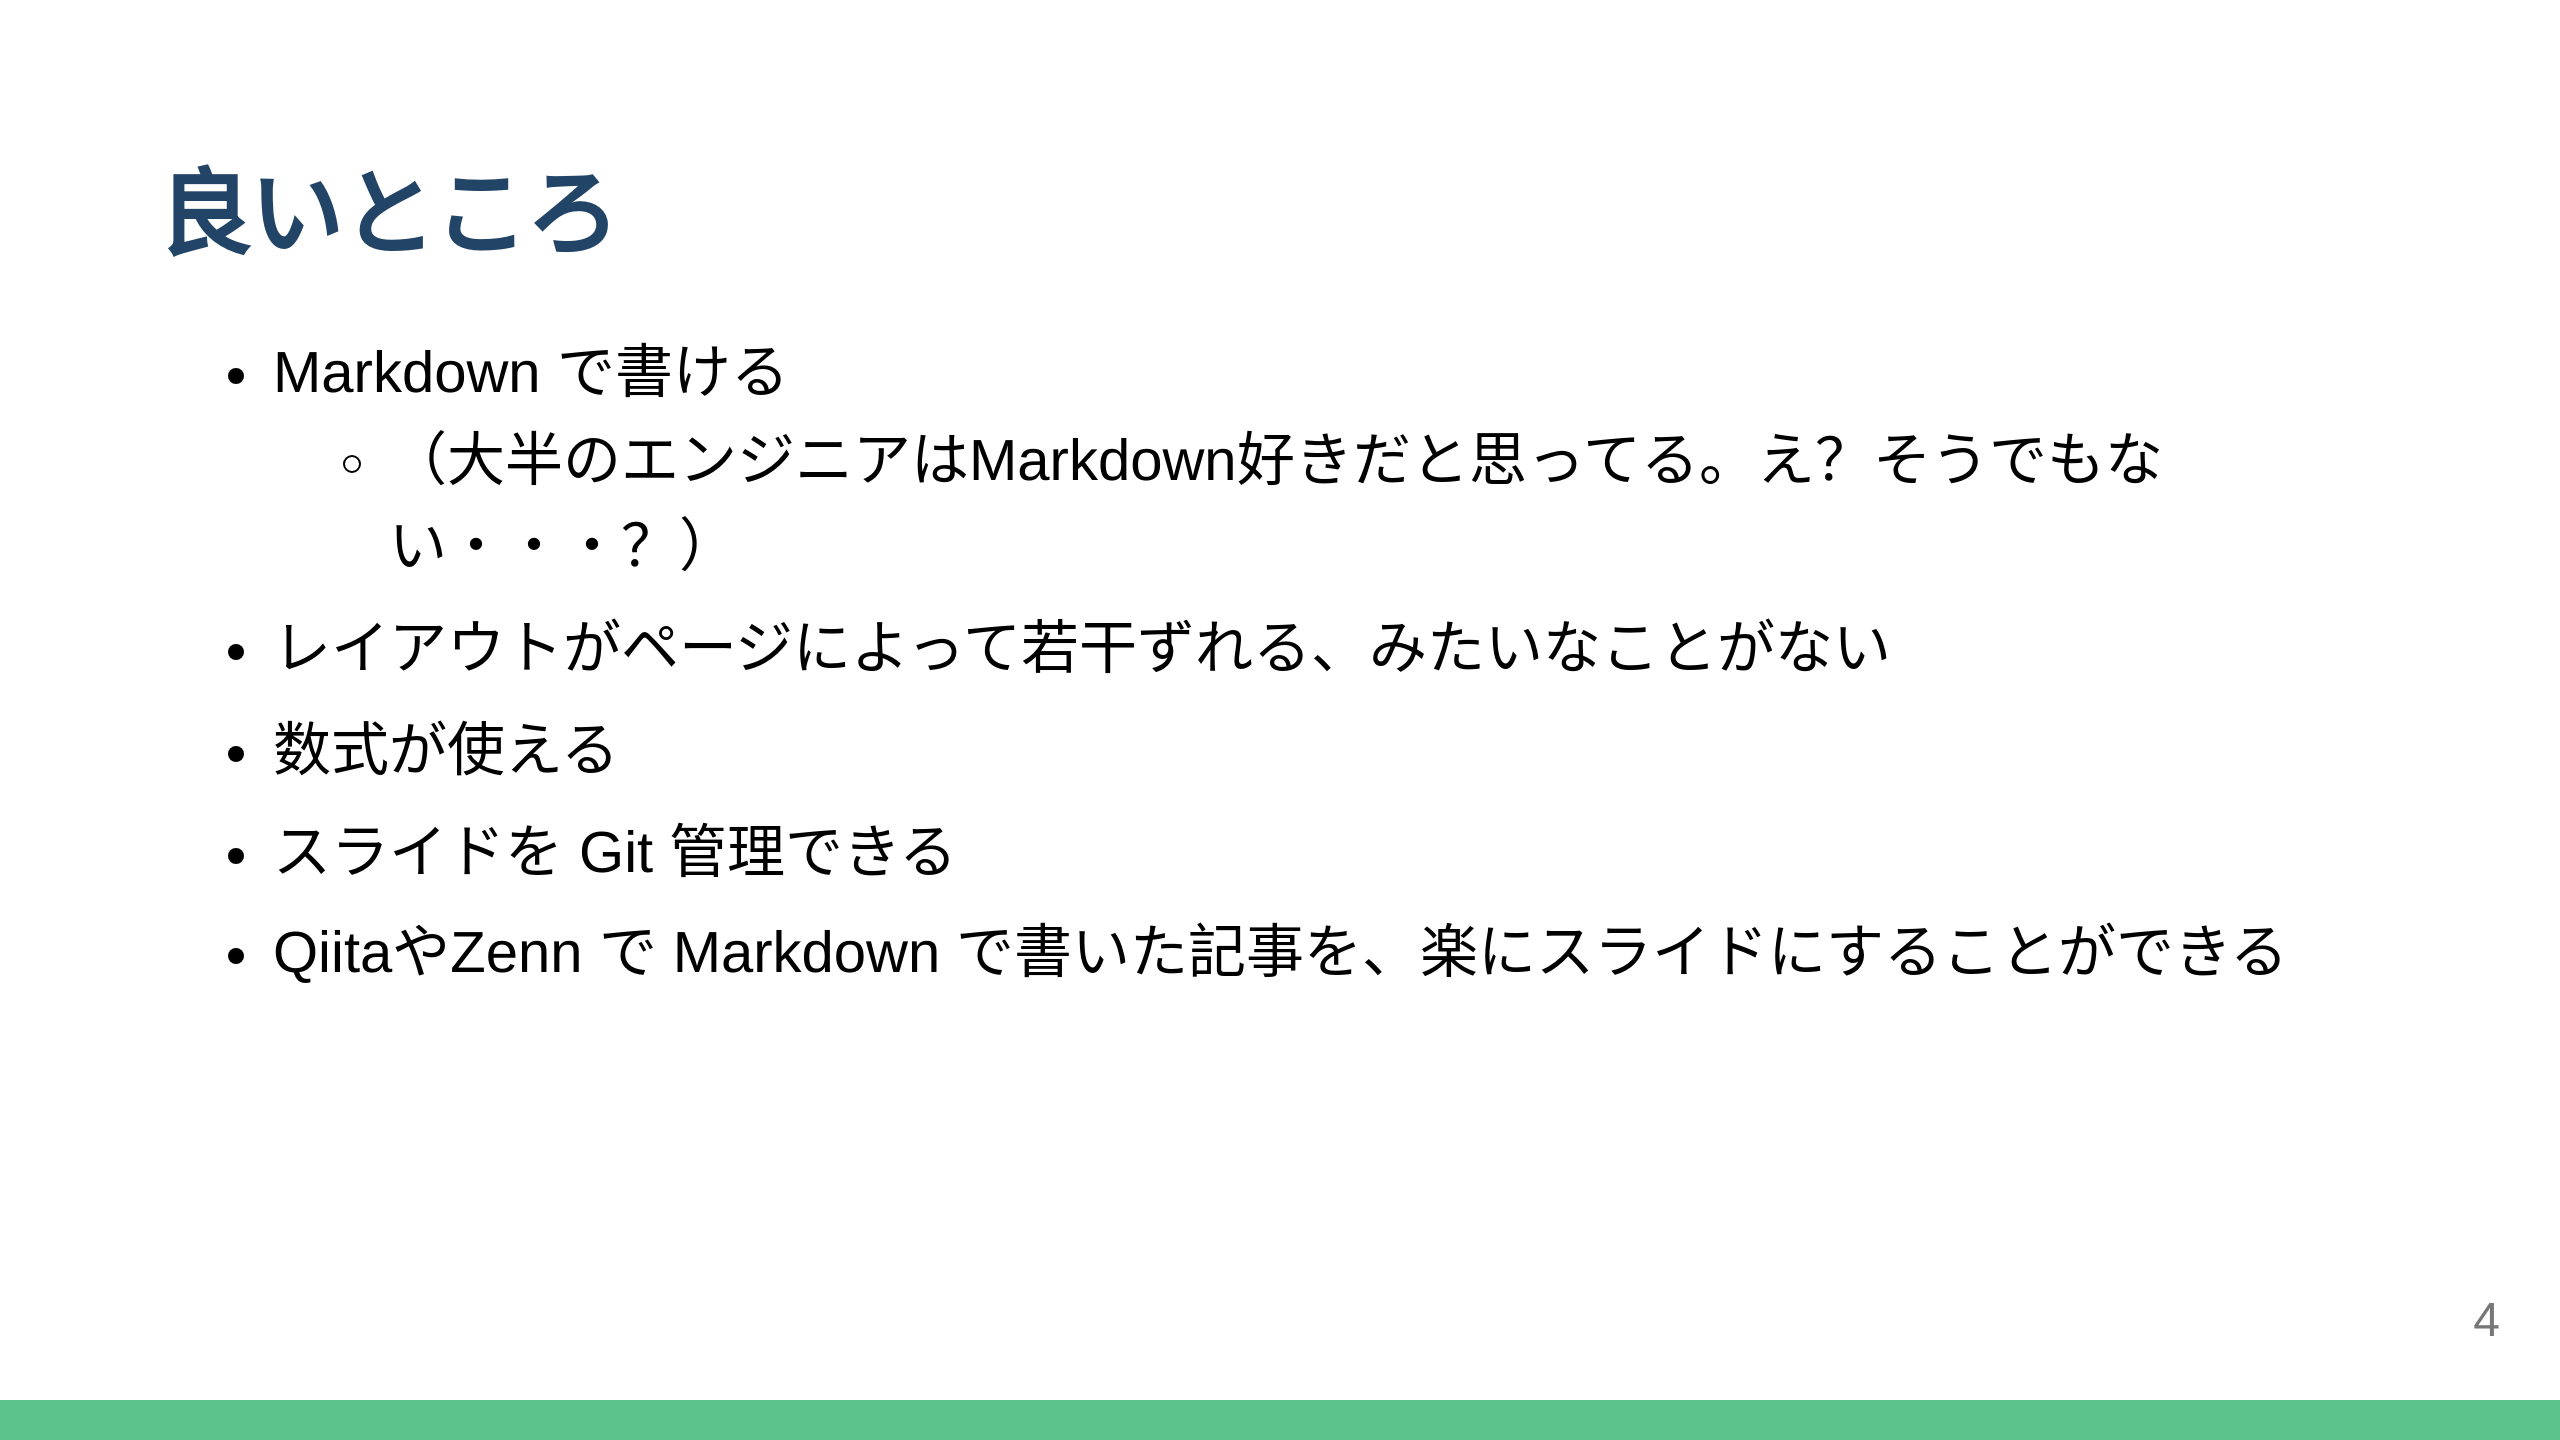 良いところ
• Markdown で書ける
◦ （大半のエンジニアはMarkdown好きだと思ってる。え？そうでもな
い・・・？）
• レイアウトがページによって若干ずれる、みたいなことがない
• 数式が使える
• スライドを Git 管理できる
• QiitaやZenn で Markdown で書いた記事を、楽にスライドにすることができる
4